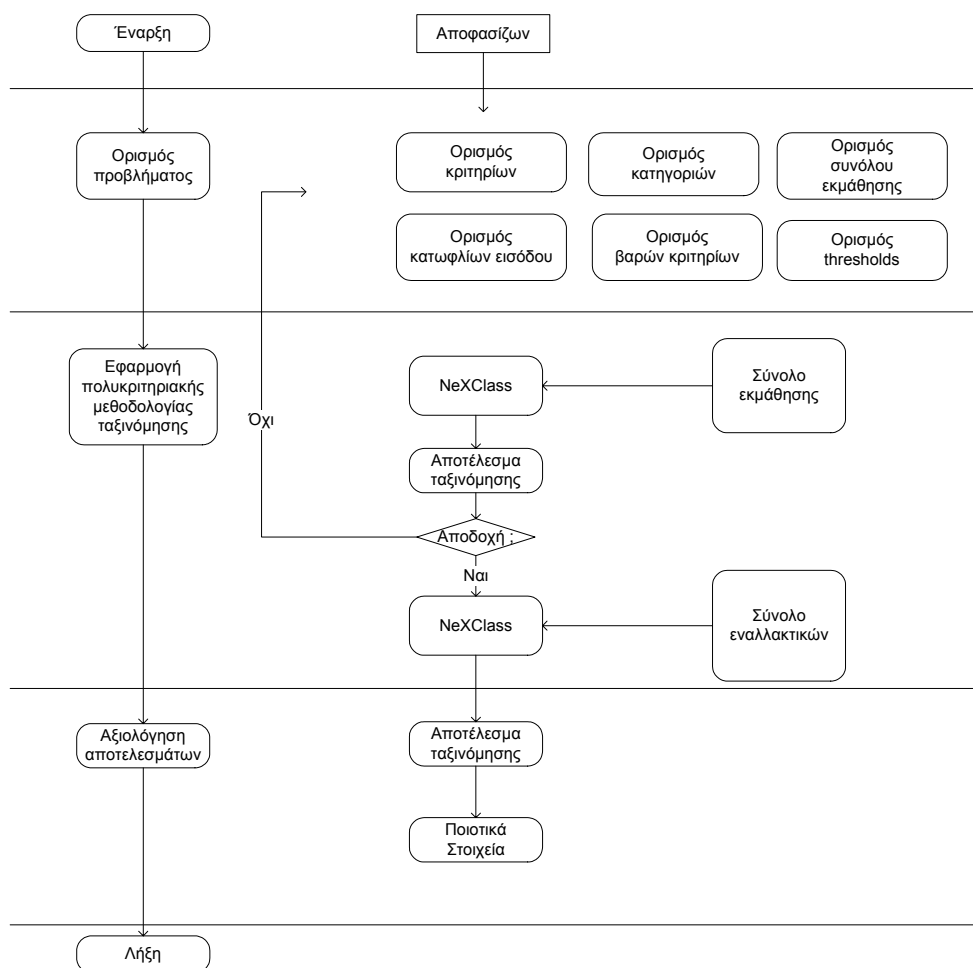 Έναρξη
Αποφασίζων
Ορισμός
προβλήματος
Ορισμός
κριτηρίων
Ορισμός
κατηγοριών
Ορισμός
συνόλου
εκμάθησης
Ορισμός
κατωφλίων εισόδου
Ορισμός
βαρών κριτηρίων
Ορισμός
thresholds
Εφαρμογή
πολυκριτηριακής
μεθοδολογίας
ταξινόμησης
Όχι
NeXClass
Σύνολο
εκμάθησης
Αποτέλεσμα
ταξινόμησης
Αποδοχή ;
Ναι
NeXClass
Σύνολο
εναλλακτικών
Αξιολόγηση
αποτελεσμάτων
Αποτέλεσμα
ταξινόμησης
Ποιοτικά
Στοιχεία
Λήξη